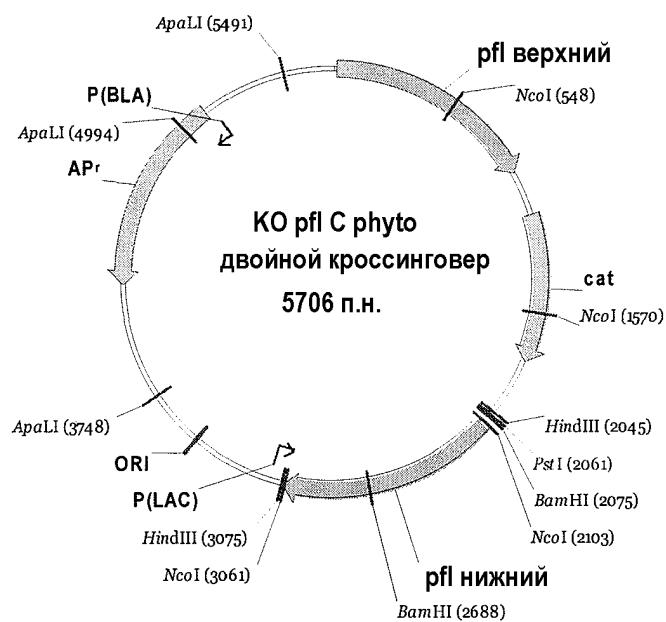 ApaLI (5491)
pfl верхний
P(BLA)
NcoI (548)
ApaLI (4994)
APr
KO pfl C phyto
двойной кроссинговер
5706 п.н.
cat
NcoI (1570)
ApaLI (3748)
HindIII (2045)
ORI
PstI (2061)
P(LAC)
BamHI (2075)
HindIII (3075)
NcoI (2103)
NcoI (3061)
pfl нижний
BamHI (2688)